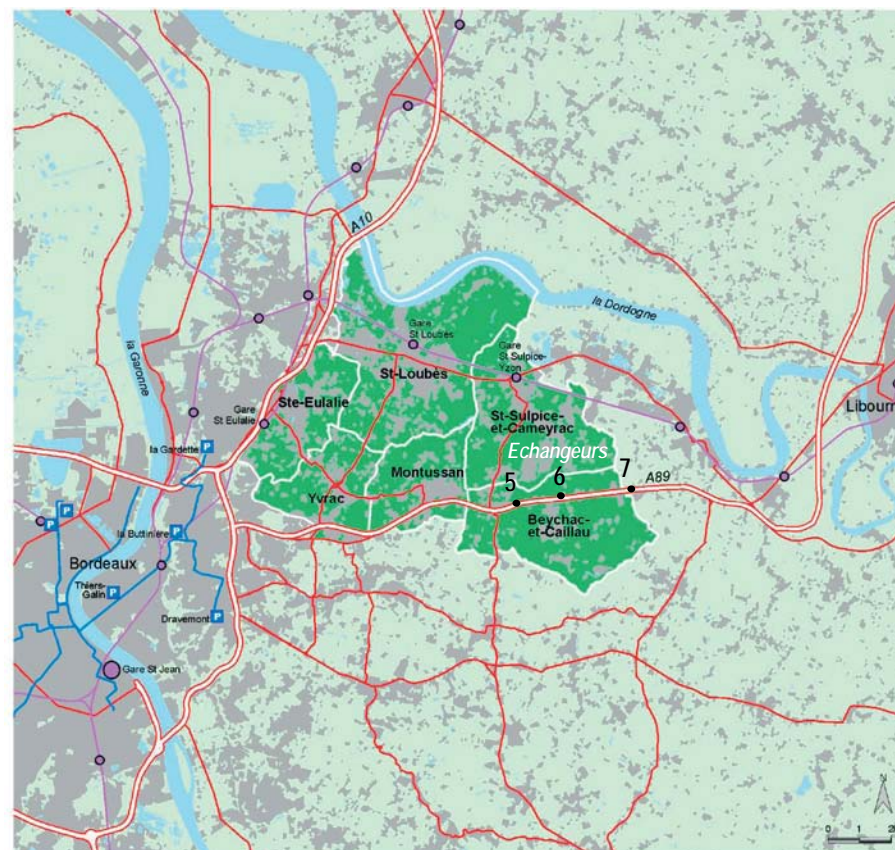 A10
la Garonne
la Dordogne
Gare
St Loubès
Gare
St Sulpice-
Yzon
St-Loubès
Ste-Eulalie
Gare
St Eulalie
St-Sulpice-
et-Cameyrac
Libourn
la Gardette
P
Echangeurs
Montussan
Yvrac
5
6
7
A89
P
P
la Buttinière
P
Beychac-
et-Caillau
Bordeaux
Thiers-
Galin
P
Dravemont
P
Gare St Jean
N
0 1 2